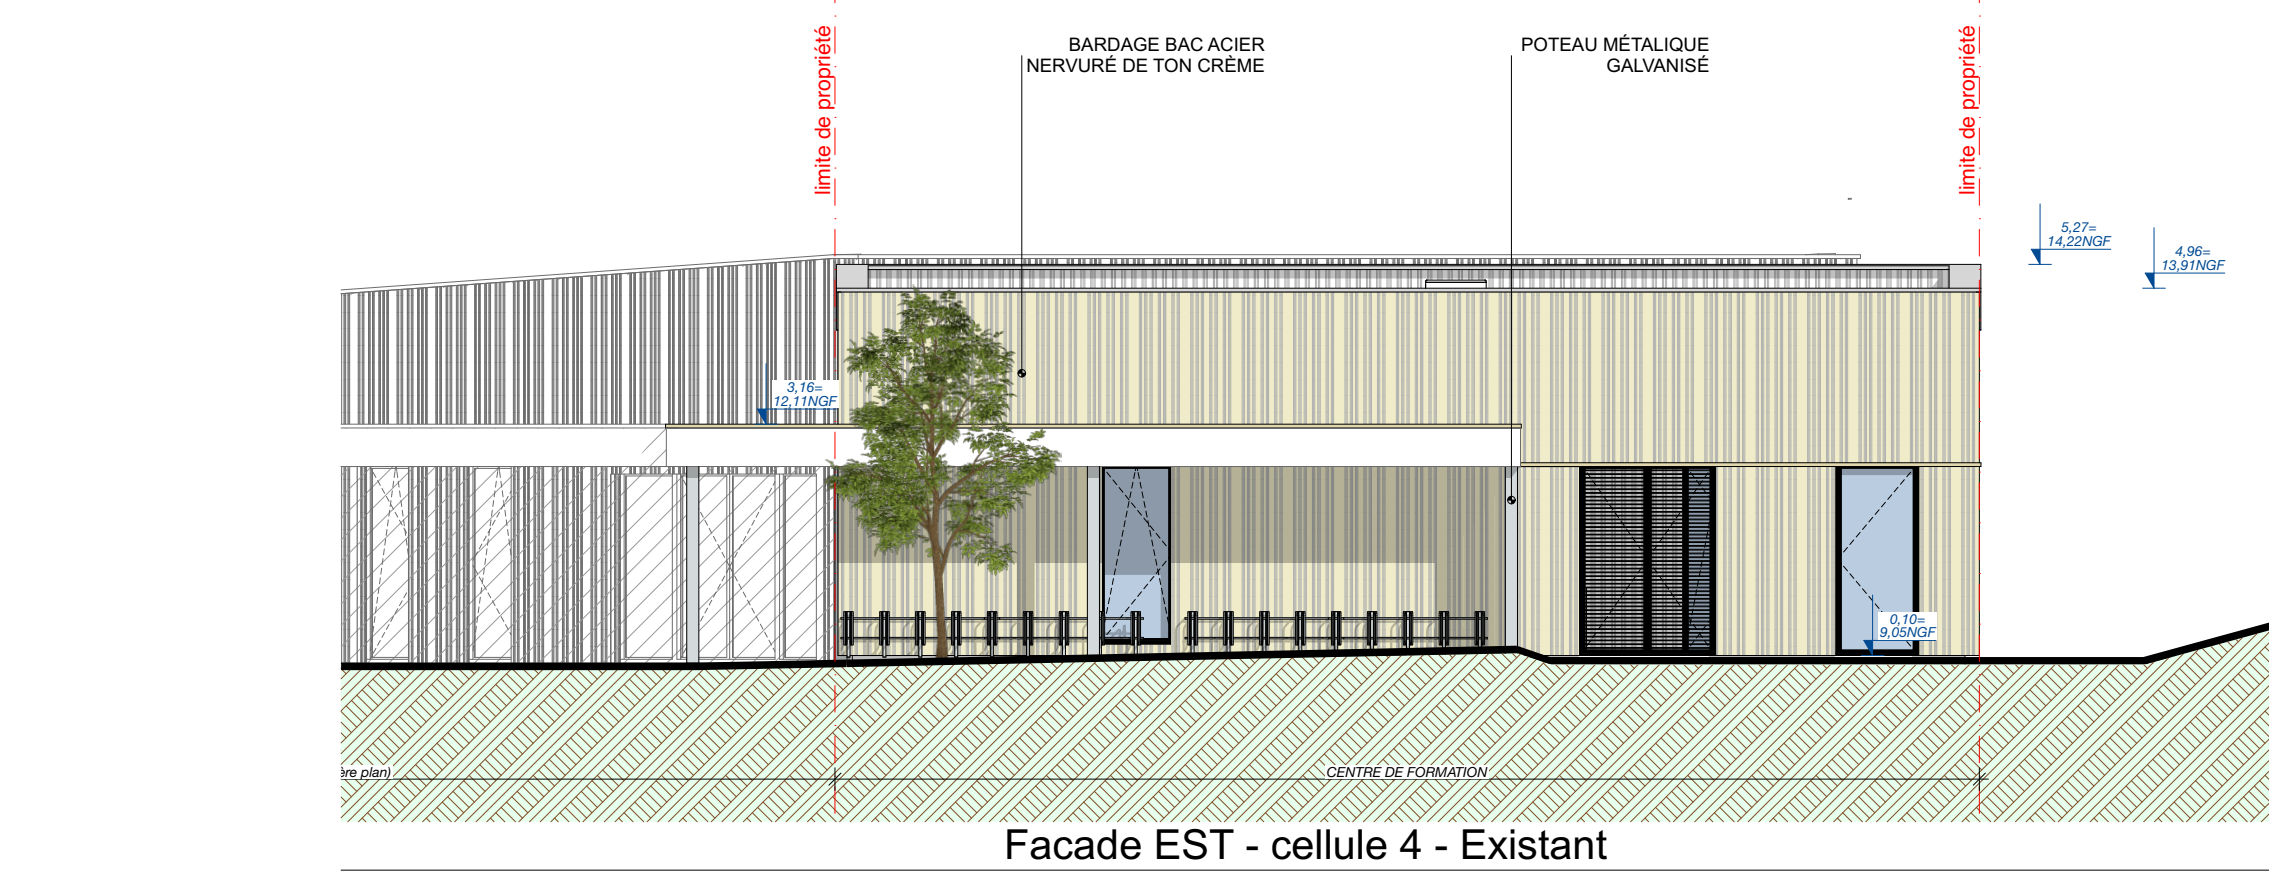 limite de propriété
BARDAGE BAC ACIER
NERVURÉ DE TON CRÈME
POTEAU MÉTALIQUE
GALVANISÉ
limite de propriété
5,27=
14,22NGF
4,96=
13,91NGF
3,16=
12,11NGF
0,10=
9,05NGF
ère plan)
CENTRE DE FORMATION
Facade EST - cellule 4 - Existant